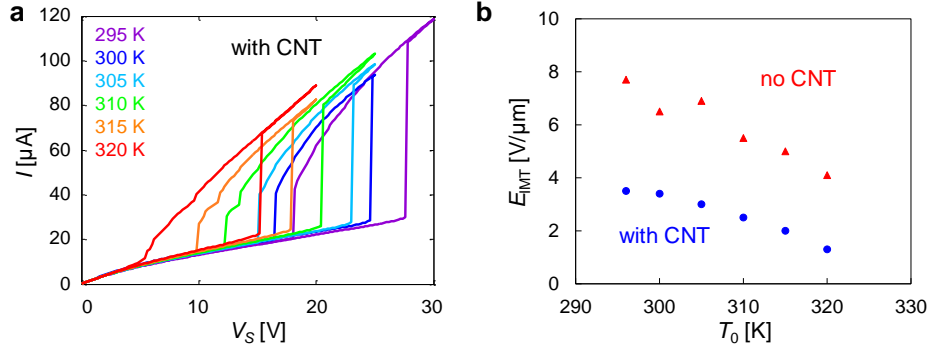 a
120
100
80
60
40
20
0
I [µA]
with CNT
295 K
300 K
305 K
310 K
315 K
320 K
0
10
20
30
V_S [V]
b
10
8
6
4
2
0
E_IMT [V/µm]
no CNT
with CNT
290
300
310
320
330
T_0 [K]